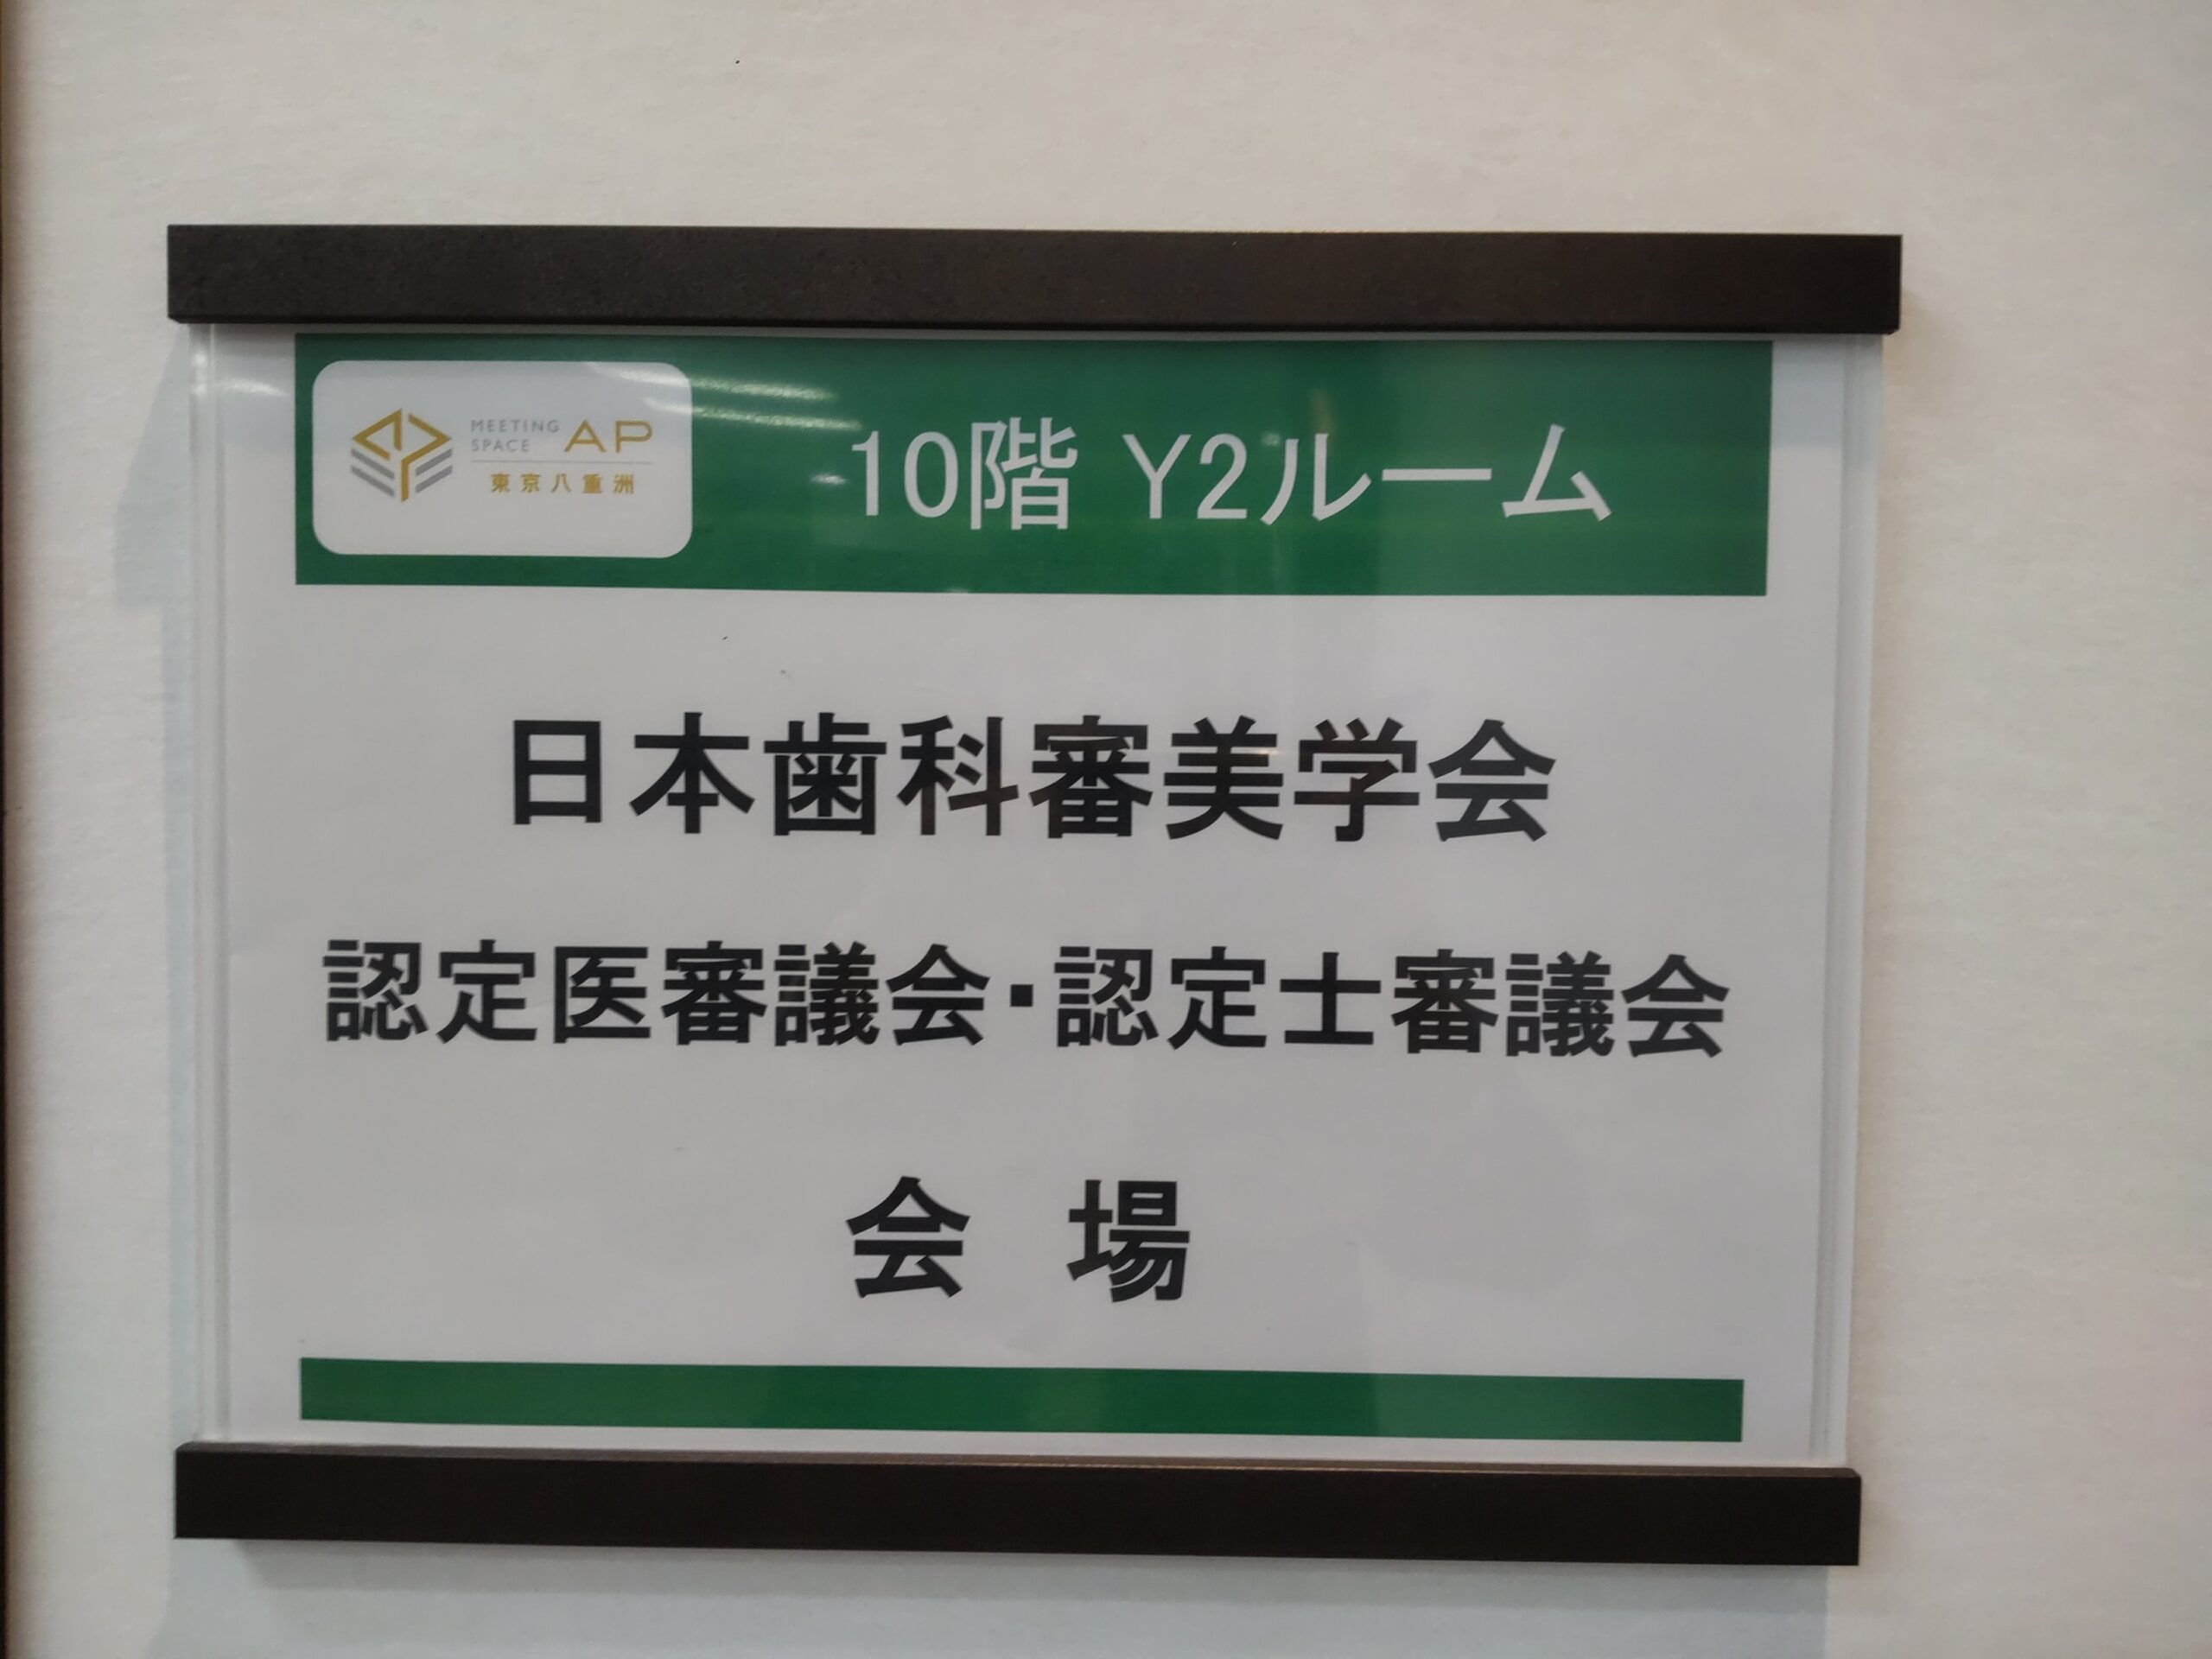 MEETING
SPACE AP
東京八重洲
10階 Y2ルーム
日本歯科審美学会
認定医審議会・認定士審議会
会 場